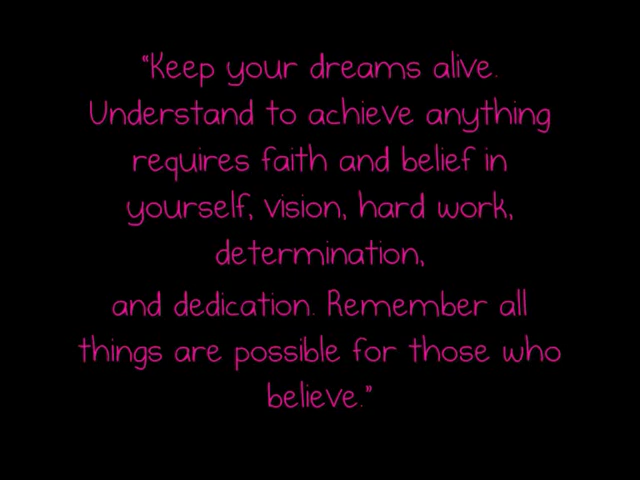 “Keep your dreams alive.
Understand to achieve anything
requires faith and belief in
yourself, vision, hard work,
determination,
and dedication. Remember all
things are possible for those who
believe.”